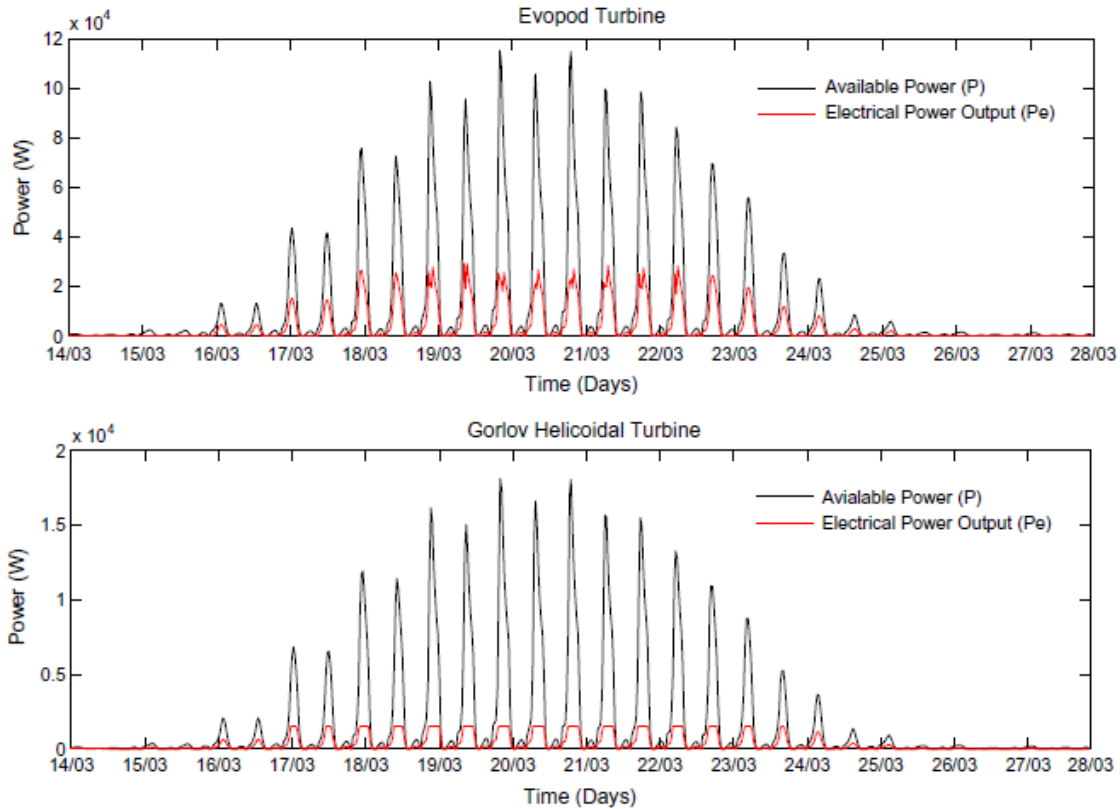 Evopod Turbine
x 10^4
12
10
8
6
4
2
0
Power (W)
Available Power (P)
Electrical Power Output (Pe)
14/03 15/03 16/03 17/03 18/03 19/03 20/03 21/03 22/03 23/03 24/03 25/03 26/03 27/03 28/03
Time (Days)
Gorlov Helicoidal Turbine
x 10^4
2
1.5
1
0.5
0
Power (W)
Avialable Power (P)
Electrical Power Output (Pe)
14/03 15/03 16/03 17/03 18/03 19/03 20/03 21/03 22/03 23/03 24/03 25/03 26/03 27/03 28/03
Time (Days)